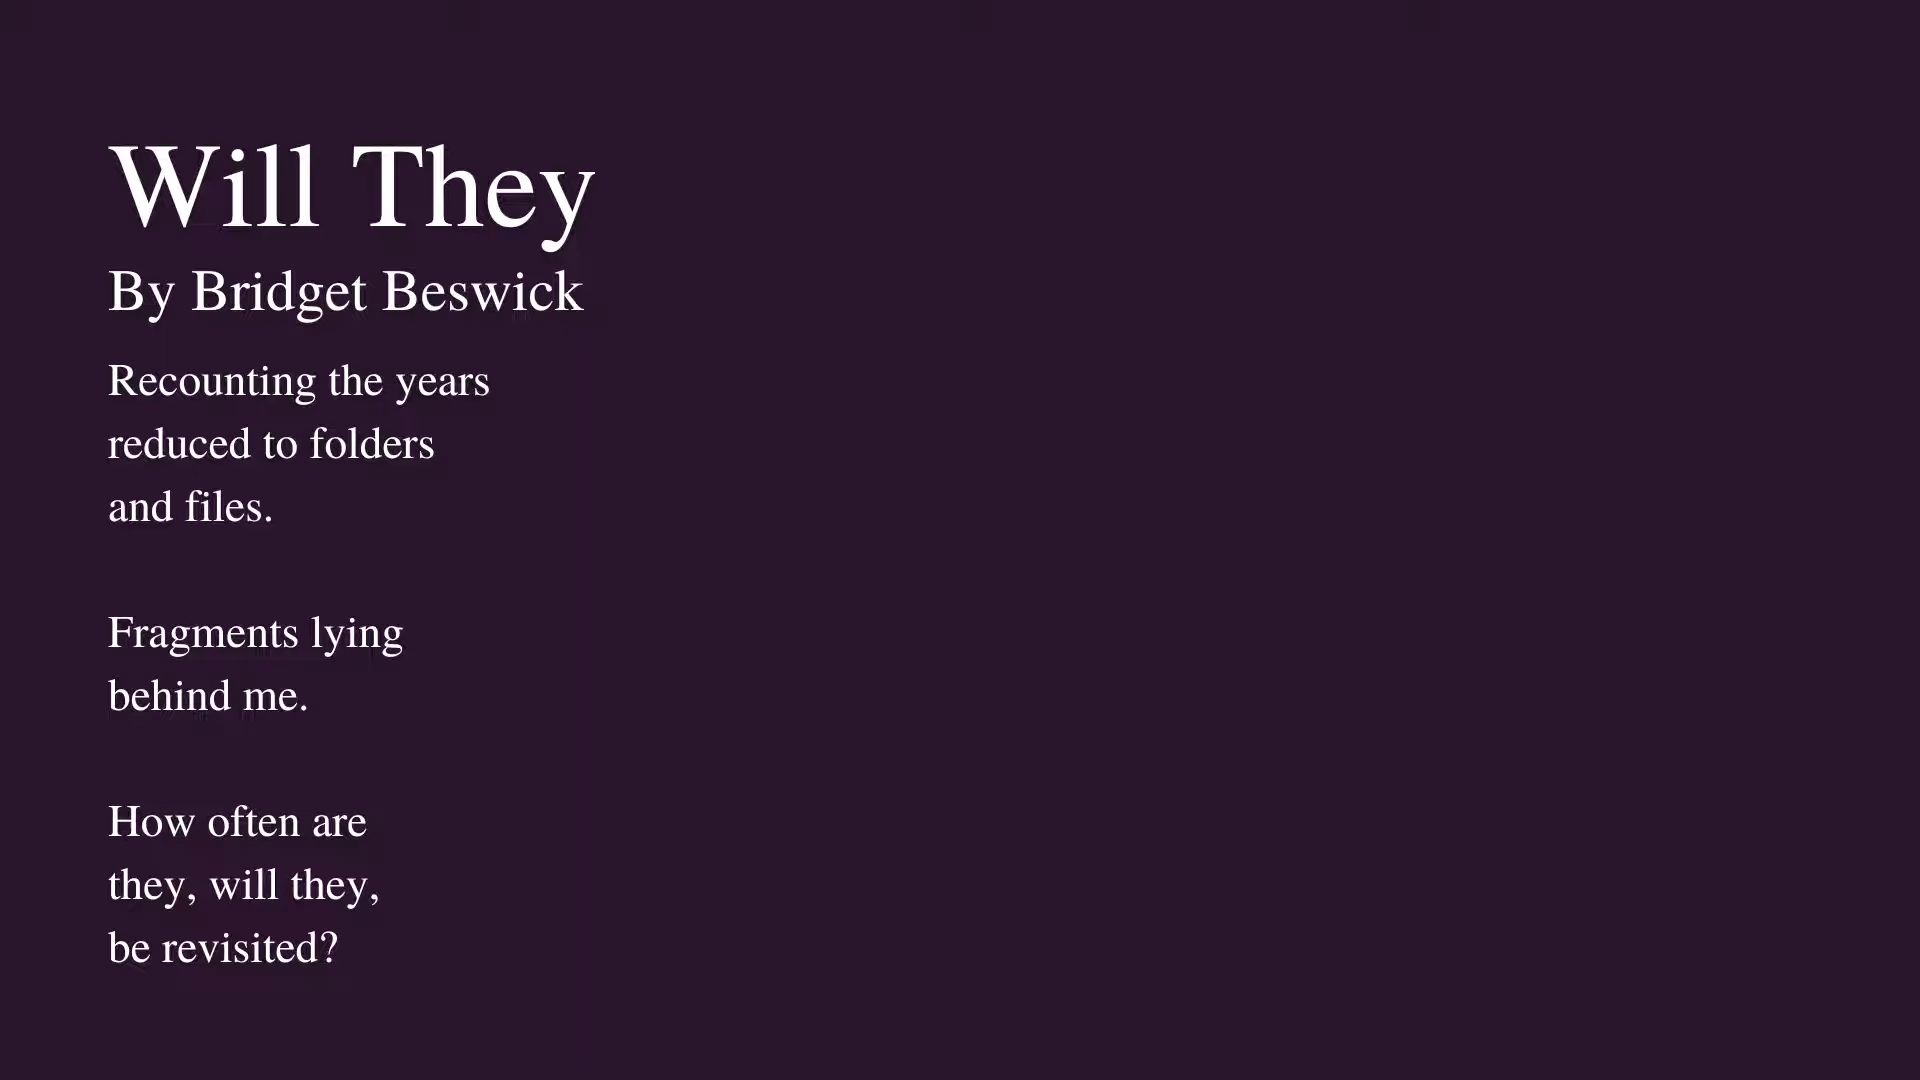 Will They
By Bridget Beswick
Recounting the years
reduced to folders
and files.
Fragments lying
behind me.
How often are
they, will they,
be revisited?